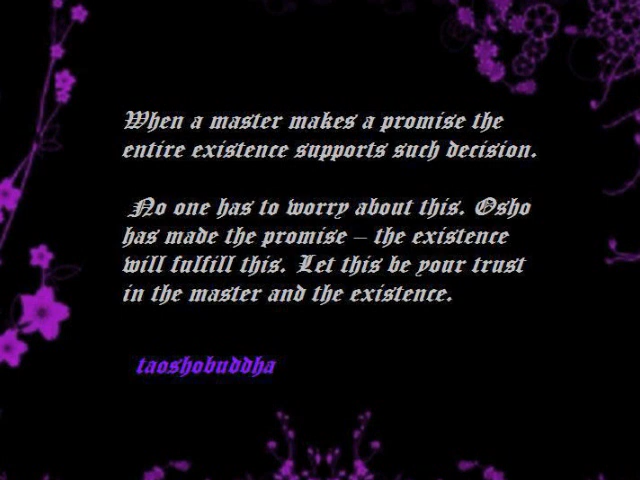 When a master makes a promise the
entire existence supports such decision.
No one has to worry about this. Osho
has made the promise – the existence
will fulfill this. Let this be your trust
in the master and the existence.
taoshobuddha